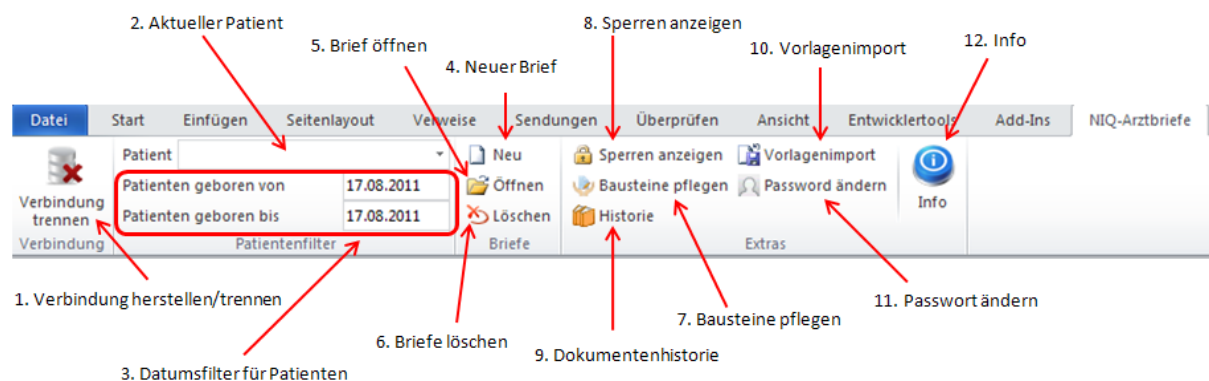 2. Aktueller Patient
8. Sperren anzeigen
5. Brief öffnen
10. Vorlagenimport
12. Info
4. Neuer Brief
Datei Start Einfügen Seitenlayout Verweise Sendungen Überprüfen Ansicht Entwicklertools Add-Ins NIQ-Arztbriefe
Patient Neu Sperren anzeigen Vorlagenimport
Patienten geboren von 17.08.2011 Öffnen Bausteine pflegen Password ändern
Verbindung trennen Patienten geboren bis 17.08.2011 Löschen Historie Info
Verbindung Patientenfilter Briefe Extras
1. Verbindung herstellen/trennen
11. Passwort ändern
7. Bausteine pflegen
6. Briefe löschen
9. Dokumentenhistorie
3. Datumsfilter für Patienten